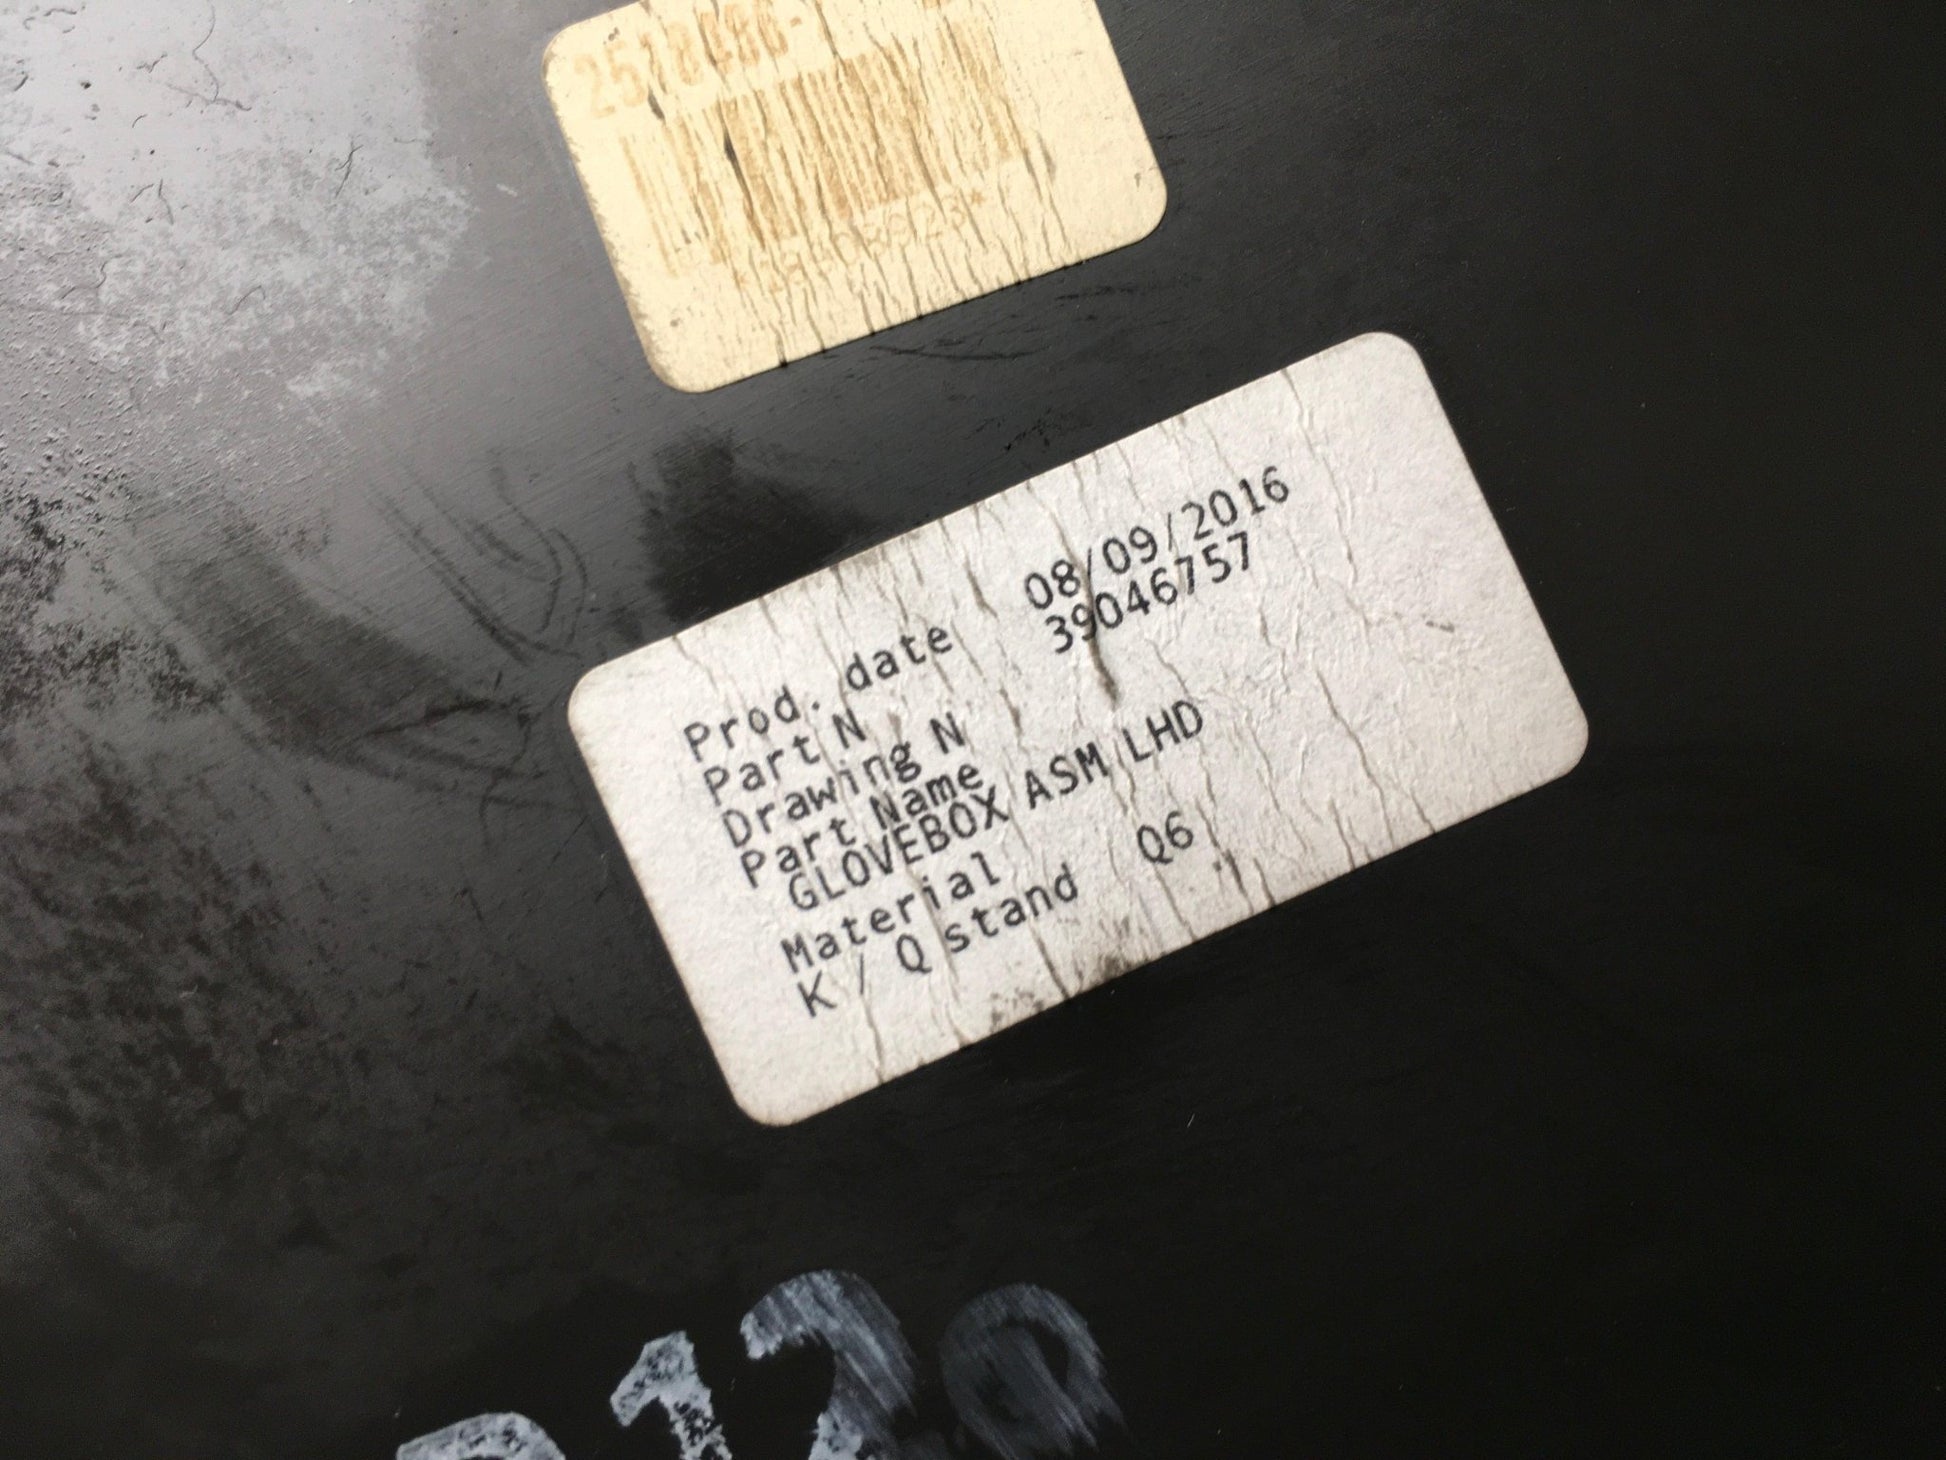 Prod. date 08/09/2016
Part N 39046757
Drawing N
Part Name
GLOVEBOX ASM LHD
Material
K / Q stand Q6